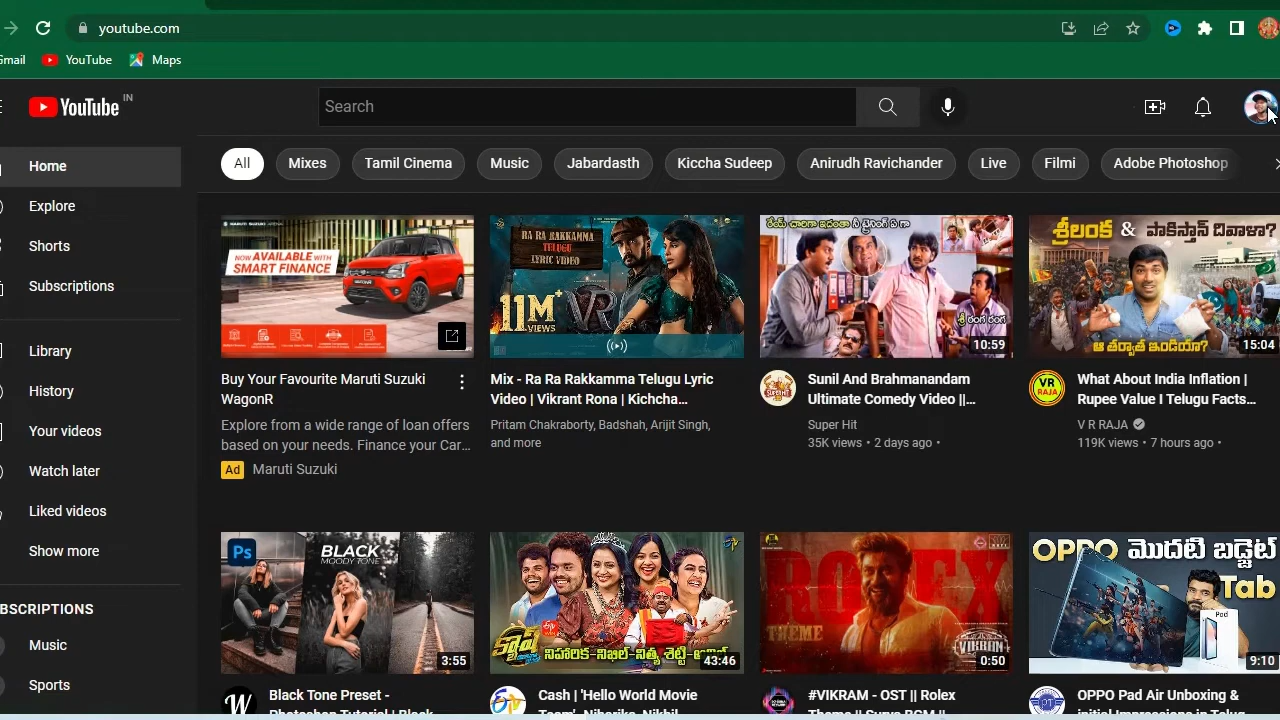 youtube.com
Gmail
YouTube
Maps
YouTube IN
Search
Home
Explore
Shorts
Subscriptions
Library
History
Your videos
Watch later
Liked videos
Show more
BSCRIPTIONS
Music
Sports
All
Mixes
Tamil Cinema
Music
Jabardasth
Kiccha Sudeep
Anirudh Ravichander
Live
Filmi
Adobe Photoshop
NOW AVAILABLE WITH
SMART FINANCE
Buy Your Favourite Maruti Suzuki
WagonR
Explore from a wide range of loan offers
based on your needs. Finance your Car...
Ad Maruti Suzuki
RA RA RAKKAMMA
TELUGU
LYRIC VIDEO
11M+
VIEWS
VR
Mix - Ra Ra Rakkamma Telugu Lyric
Video | Vikrant Rona | Kichcha...
Pritam Chakraborty, Badshah, Arijit Singh,
and more
శ్రీ రంగ రంగ
10:59
Sunil And Brahmanandam
Ultimate Comedy Video ||...
Super Hit
35K views • 2 days ago •
శ్రీలంక & పాకిస్తాన్ దివాళా?
ఆ తర్వాత ఇండియా?
15:04
VR
RAJA
What About India Inflation |
Rupee Value I Telugu Facts...
V R RAJA
119K views • 7 hours ago •
Ps
BLACK
MOODY TONE
3:55
W
Black Tone Preset -
క్యాష్
నిహారిక-నిఖిల్-నిత్య శెట్టి-
43:46
Cash | 'Hello World Movie
ROLEX
THEME
VIKRAM
0:50
#VIKRAM - OST || Rolex
OPPO మొదటి బడ్జెట్
Tab
Pad
9:10
OPPO Pad Air Unboxing &